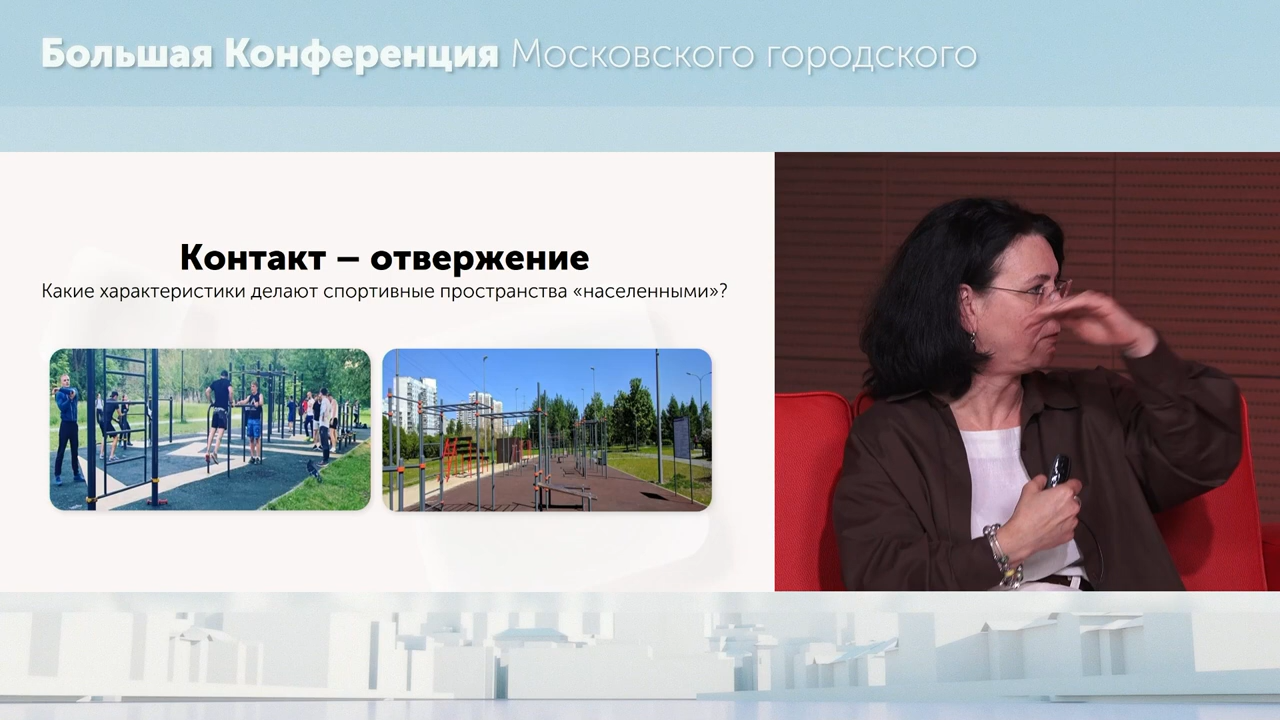 Большая Конференция Московского городского
Контакт – отвержение
Какие характеристики делают спортивные пространства «населенными»?